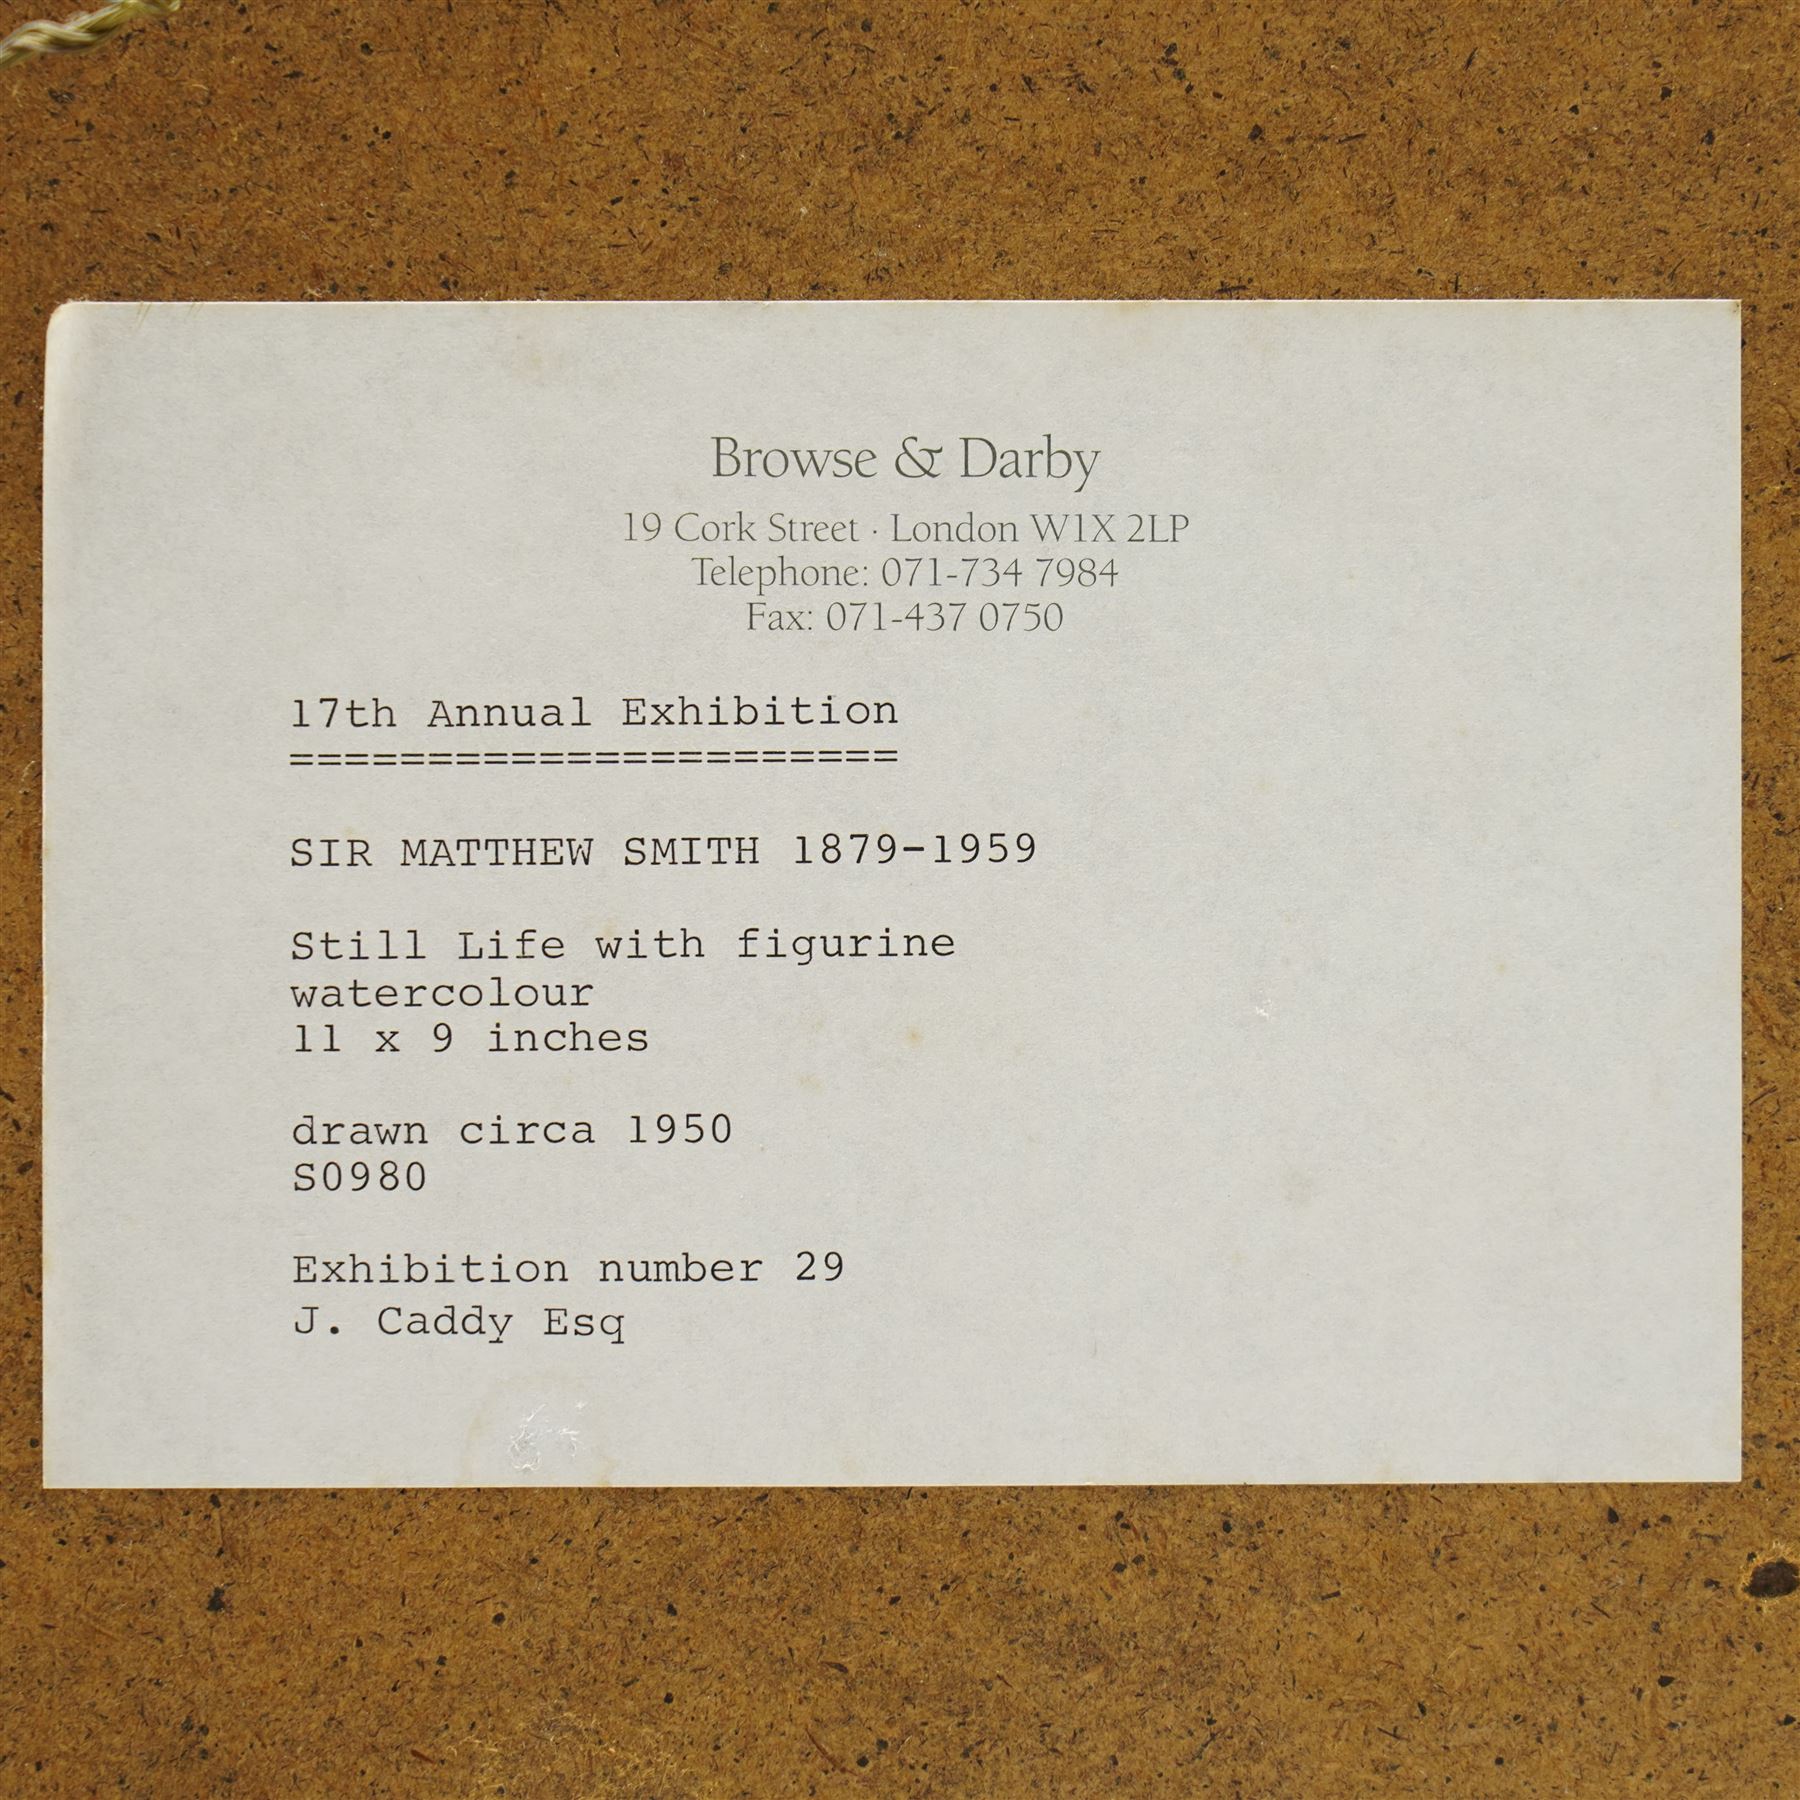 Browse & Darby
19 Cork Street · London W1X 2LP
Telephone: 071-734 7984
Fax: 071-437 0750
17th Annual Exhibition
======================
SIR MATTHEW SMITH 1879-1959
Still Life with figurine
watercolour
11 x 9 inches
drawn circa 1950
S0980
Exhibition number 29
J. Caddy Esq